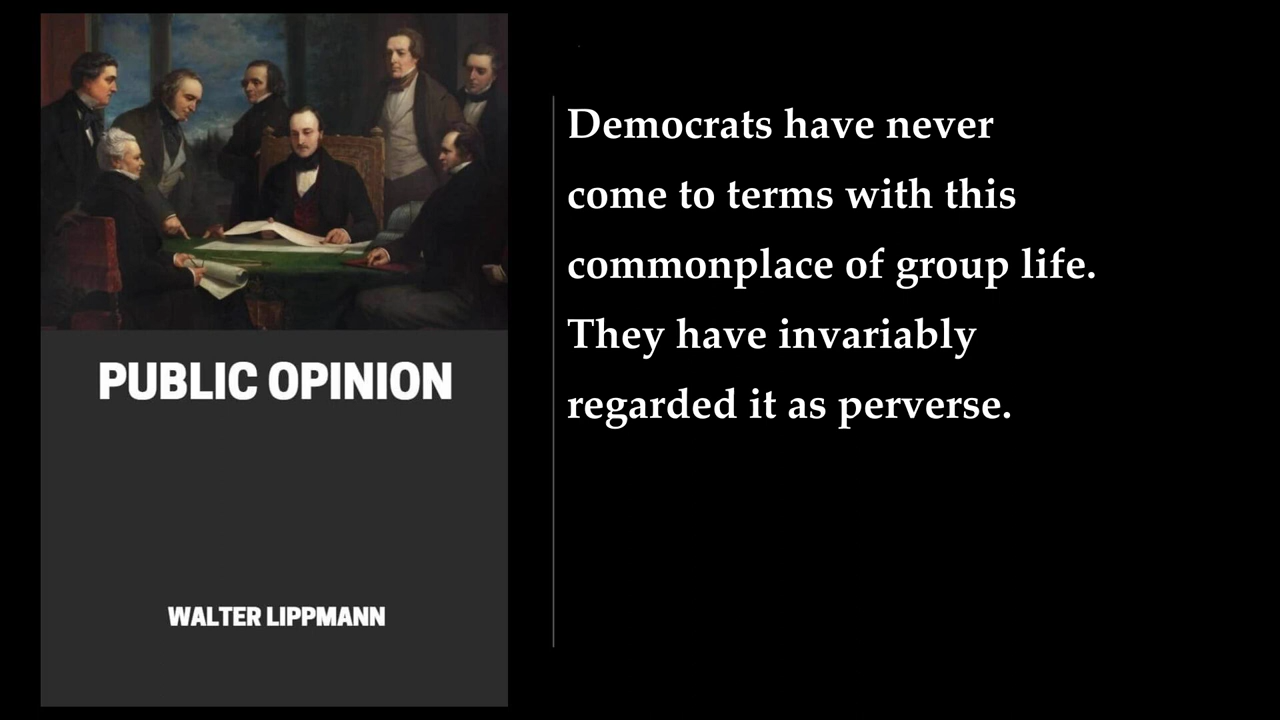 PUBLIC OPINION
WALTER LIPPMANN
Democrats have never
come to terms with this
commonplace of group life.
They have invariably
regarded it as perverse.